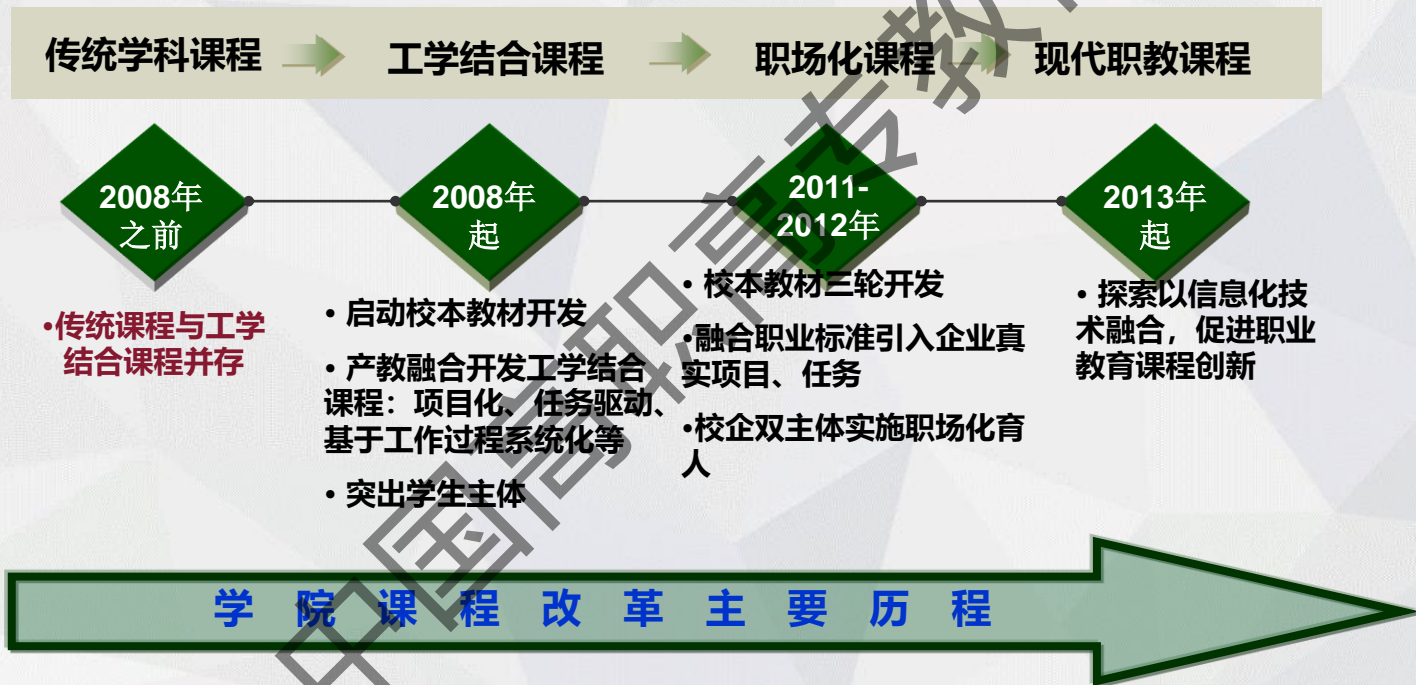 传统学科课程 工学结合课程 职场化课程 现代职教课程
2008年
之前
2008年
起
2011-
2012年
2013年
起
•传统课程与工学
结合课程并存
• 启动校本教材开发
• 产教融合开发工学结合
课程：项目化、任务驱动、
基于工作过程系统化等
• 突出学生主体
• 校本教材三轮开发
•融合职业标准引入企业真
实项目、任务
•校企双主体实施职场化育
人
• 探索以信息化技
术融合，促进职业
教育课程创新
学院课程改革主要历程
中国高职高专教